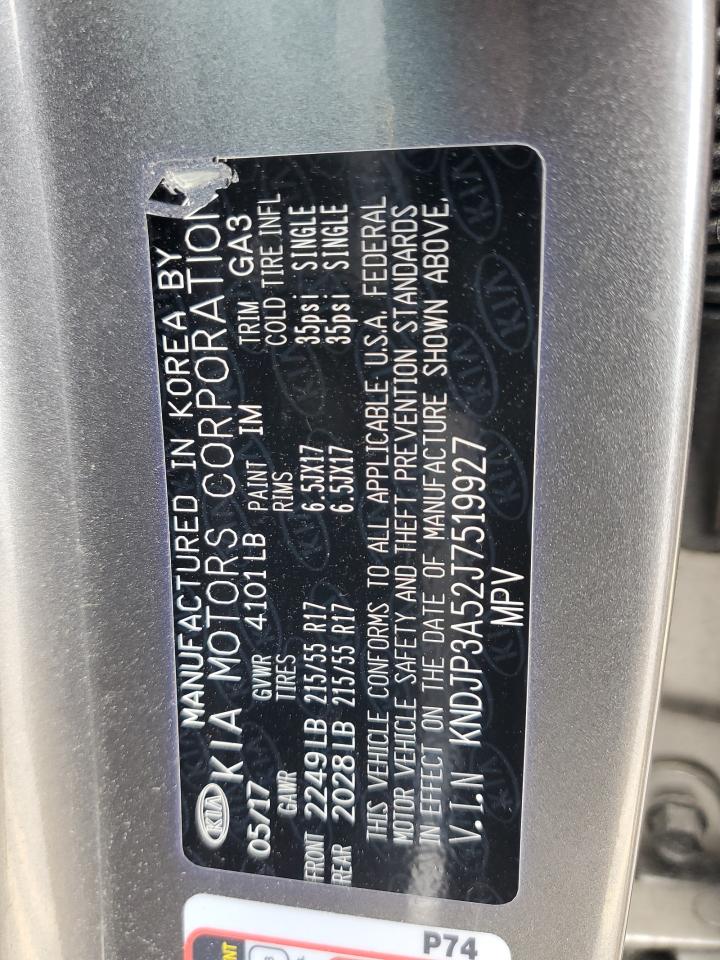 MANUFACTURED IN KOREA BY
KIA KIA MOTORS CORPORATION
05/17 GVWR 4101LB PAINT IM TRIM GA3
GAWR TIRES RIMS COLD TIRE INFL
FRONT 2249LB 215/55 R17 6.5JX17 35psi SINGLE
REAR 2028LB 215/55 R17 6.5JX17 35psi SINGLE
THIS VEHICLE CONFORMS TO ALL APPLICABLE U.S.A. FEDERAL
MOTOR VEHICLE SAFETY AND THEFT PREVENTION STANDARDS
IN EFFECT ON THE DATE OF MANUFACTURE SHOWN ABOVE.
V.I.N KNDJP3A52J7519927
MPV
P74